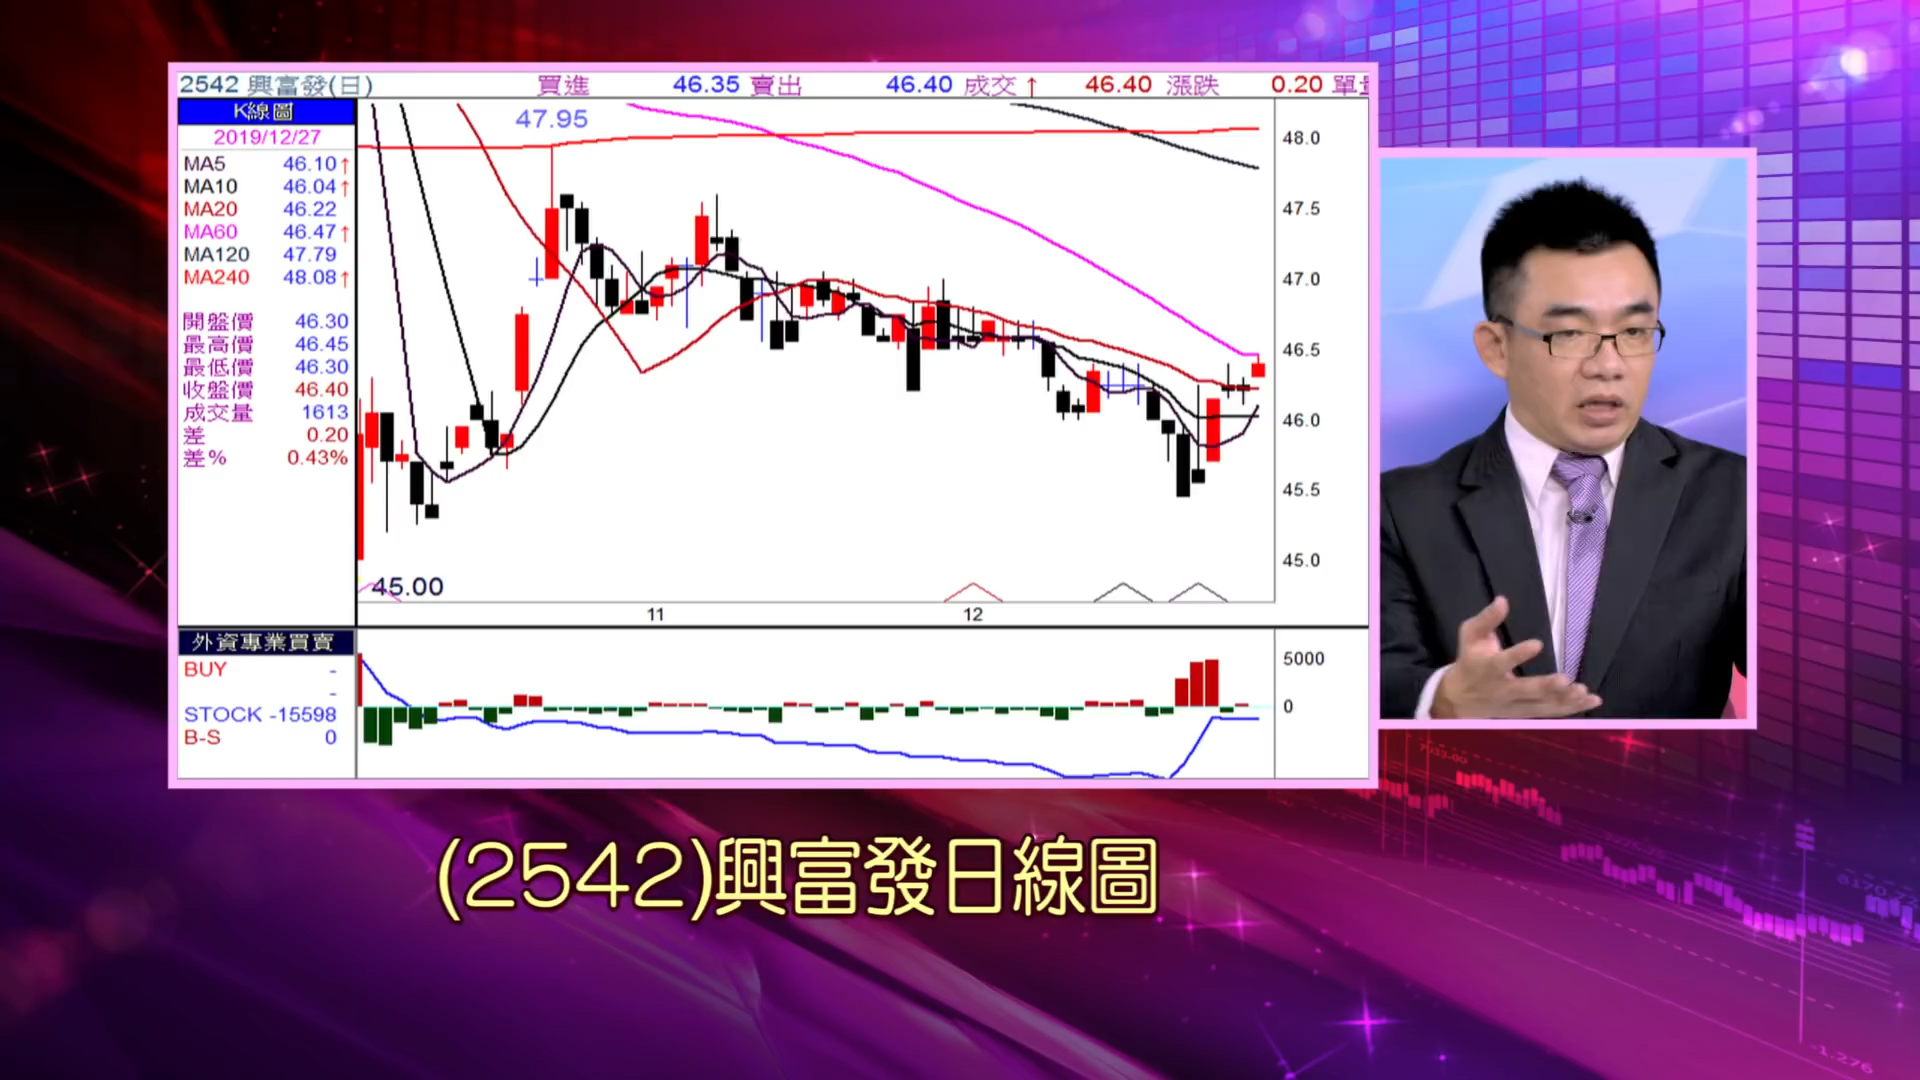 2542 興富發(日) 買進 46.35 賣出 46.40 成交 ↑ 46.40 漲跌 0.20 單
K線圖
2019/12/27
MA5 46.10↑
MA10 46.04↑
MA20 46.22
MA60 46.47↑
MA120 47.79
MA240 48.08↑
開盤價 46.30
最高價 46.45
最低價 46.30
收盤價 46.40
成交量 1613
差 0.20
差% 0.43%
47.95
45.00
48.0
47.5
47.0
46.5
46.0
45.5
45.0
11 12
外資專業買賣
BUY -
-
STOCK -15598
B-S 0
5000
0
(2542)興富發日線圖